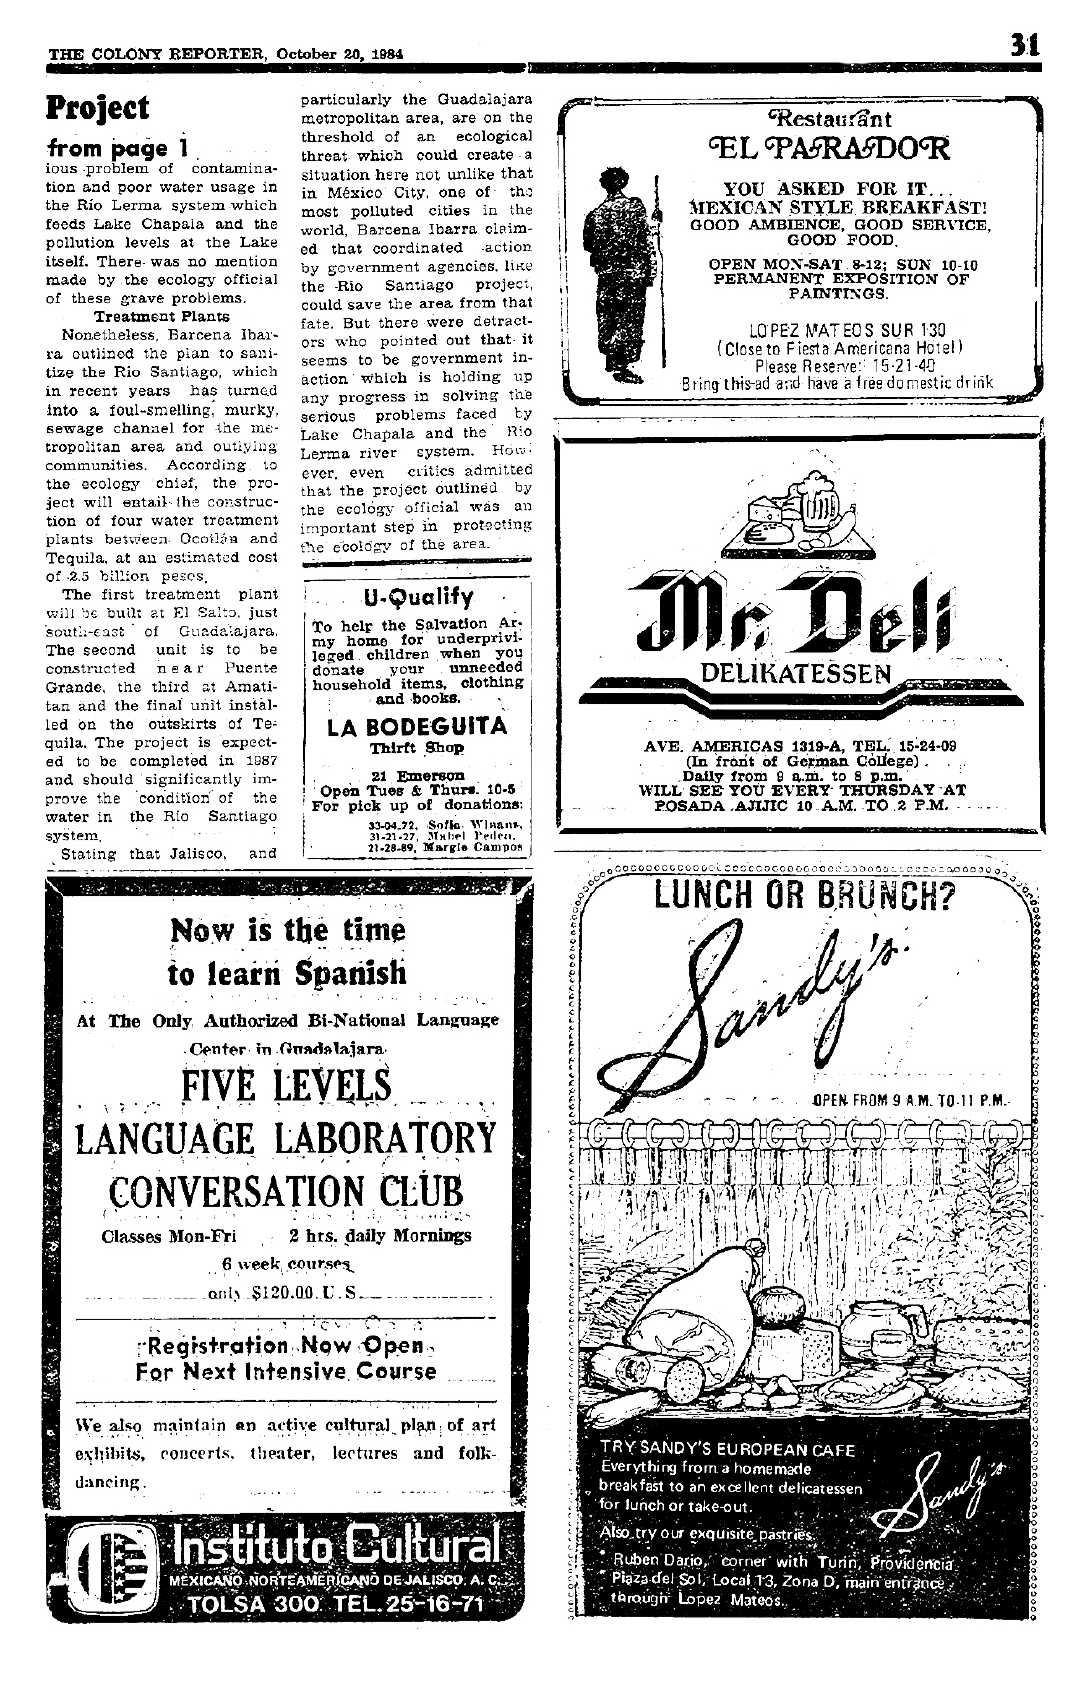 THE COLONY REPORTER, October 20, 1984
31
Project
from page 1
ious problem of contamina-
tion and poor water usage in
the Río Lerma system which
feeds Lake Chapala and the
pollution levels at the Lake
itself. There was no mention
made by the ecology official
of these grave problems.
Treatment Plants
Nonetheless, Barcena Ibar-
ra outlined the plan to sani-
tize the Rio Santiago, which
in recent years has turned
into a foul-smelling, murky,
sewage channel for the me-
tropolitan area and outlying
communities. According to
the ecology chief, the pro-
ject will entail the construc-
tion of four water treatment
plants between Ocotlán and
Tequila, at an estimated cost
of 2.5 billion pesos.
The first treatment plant
will be built at El Salto, just
south-east of Guadalajara.
The second unit is to be
constructed near Puente
Grande, the third at Amati-
tan and the final unit instal-
led on the outskirts of Te-
quila. The project is expect-
ed to be completed in 1987
and should significantly im-
prove the condition of the
water in the Río Santiago
system.
Stating that Jalisco, and
particularly the Guadalajara
metropolitan area, are on the
threshold of an ecological
threat which could create a
situation here not unlike that
in México City, one of the
most polluted cities in the
world, Barcena Ibarra claim-
ed that coordinated action
by government agencies, like
the Rio Santiago project,
could save the area from that
fate. But there were detract-
ors who pointed out that it
seems to be government in-
action which is holding up
any progress in solving the
serious problems faced by
Lake Chapala and the Rio
Lerma river system. How-
ever, even critics admitted
that the project outlined by
the ecology official was an
important step in protecting
the ecology of the area.
U-Qualify
To help the Salvation Ar-
my home for underprivi-
leged children when you
donate your unneeded
household items, clothing
and books.
LA BODEGUITA
Thirft Shop
21 Emerson
Open Tues & Thurs. 10-5
For pick up of donations:
33-04-72, Sofia Winans,
31-21-27, Mabel Peden,
21-28-89, Margie Campos
Now is the time
to learn Spanish
At The Only Authorized Bi-National Language
Center in Guadalajara
FIVE LEVELS
LANGUAGE LABORATORY
CONVERSATION CLUB
Classes Mon-Fri 2 hrs. daily Mornings
6 week courses
only $120.00 U.S.
Registration Now Open
For Next Intensive Course
We also maintain en active cultural plan of art
exhibits, concerts, theater, lectures and folk-
dancing.
Instituto Cultural
MEXICANO NORTEAMERICANO DE JALISCO, A. C.
TOLSA 300 TEL. 25-16-71
Restaurant
EL PARADOR
YOU ASKED FOR IT...
MEXICAN STYLE BREAKFAST!
GOOD AMBIENCE, GOOD SERVICE,
GOOD FOOD.
OPEN MON-SAT 8-12; SUN 10-10
PERMANENT EXPOSITION OF
PAINTINGS.
LOPEZ MATEOS SUR 130
(Close to Fiesta Americana Hotel)
Please Reserve: 15-21-40
Bring this ad and have a free domestic drink
Mr. Deli
DELIKATESSEN
AVE. AMERICAS 1319-A, TEL. 15-24-09
(In front of German College)
Daily from 9 a.m. to 8 p.m.
WILL SEE YOU EVERY THURSDAY AT
POSADA AJIJIC 10 A.M. TO 2 P.M.
LUNCH OR BRUNCH?
Sandy's
OPEN FROM 9 A.M. TO 11 P.M.
TRY SANDY'S EUROPEAN CAFE
Everything from a homemade
breakfast to an excellent delicatessen
for lunch or take-out.
Also try our exquisite pastries.
Sandy's
Ruben Dario, corner with Turin, Providencia
Plaza del Sol, Local 13, Zona D, main entrance
through Lopez Mateos.